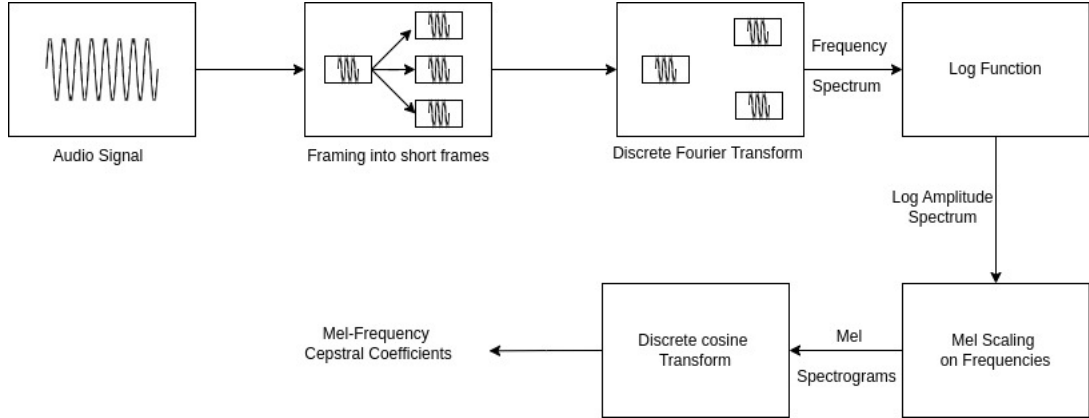 Audio Signal
Framing into short frames
Discrete Fourier Transform
Frequency
Spectrum
Log Function
Log Amplitude
Spectrum
Mel Scaling
on Frequencies
Mel
Spectrograms
Discrete cosine
Transform
Mel-Frequency
Cepstral Coefficients